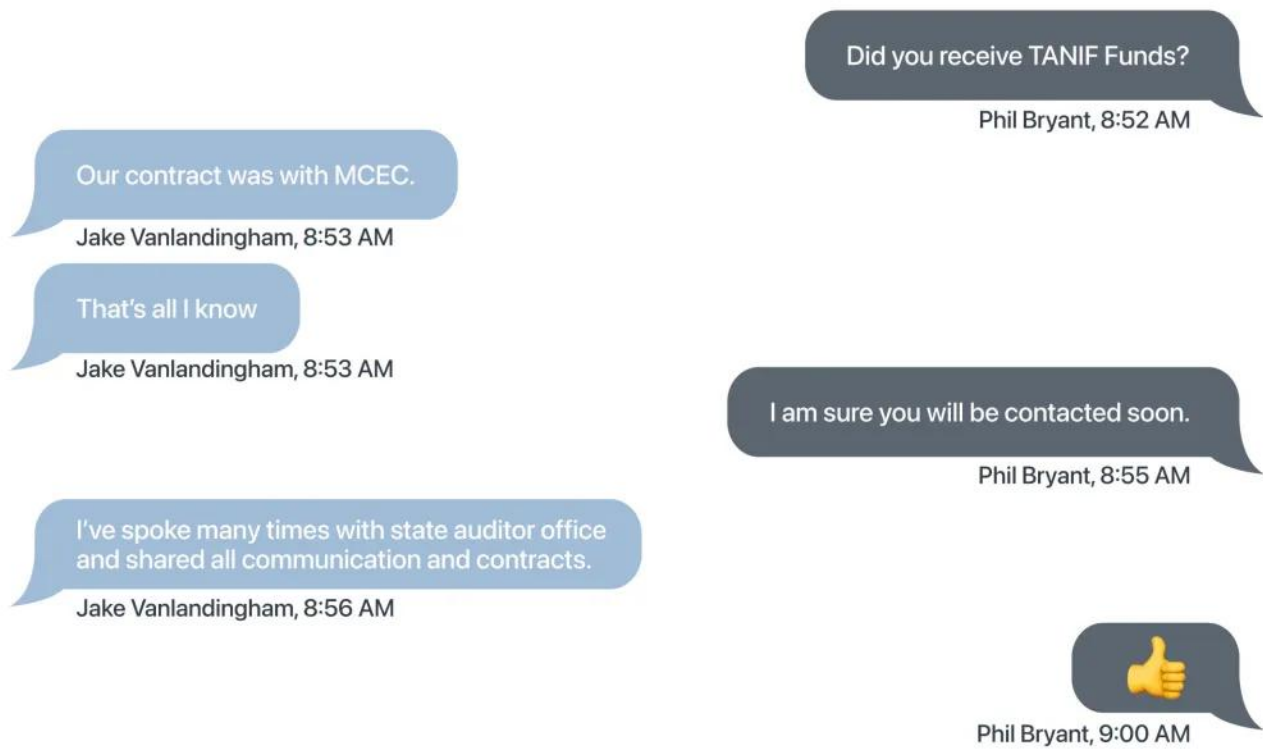 Did you receive TANIF Funds?
Phil Bryant, 8:52 AM
Our contract was with MCEC.
Jake Vanlandingham, 8:53 AM
That's all I know
Jake Vanlandingham, 8:53 AM
I am sure you will be contacted soon.
Phil Bryant, 8:55 AM
I've spoke many times with state auditor office
and shared all communication and contracts.
Jake Vanlandingham, 8:56 AM
👍
Phil Bryant, 9:00 AM